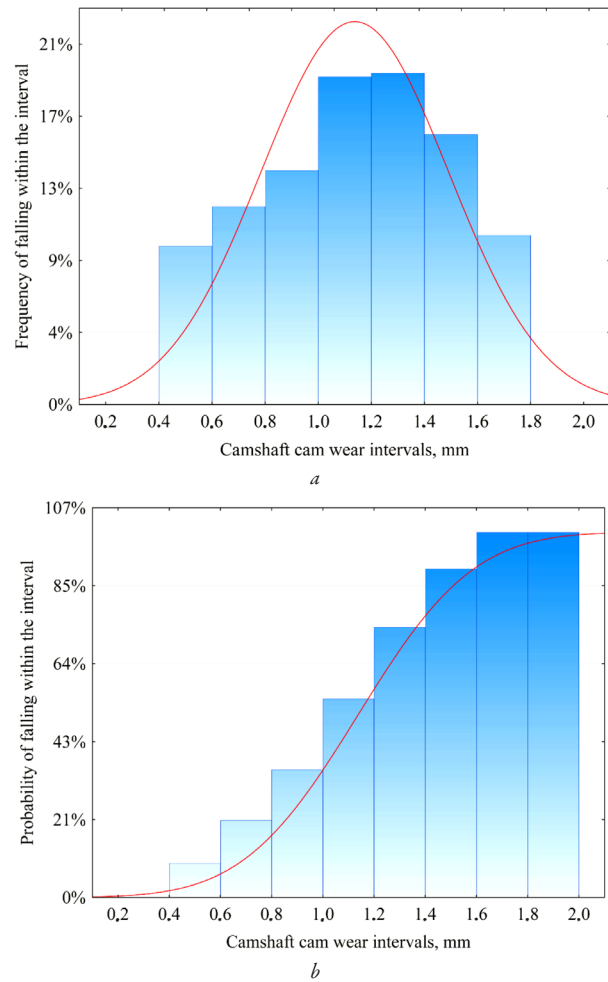 21%
17%
13%
9%
4%
0%
Frequency of falling within the interval
0.2 0.4 0.6 0.8 1.0 1.2 1.4 1.6 1.8 2.0
Camshaft cam wear intervals, mm
a
107%
85%
64%
43%
21%
0%
Probability of falling within the interval
0.2 0.4 0.6 0.8 1.0 1.2 1.4 1.6 1.8 2.0
Camshaft cam wear intervals, mm
b